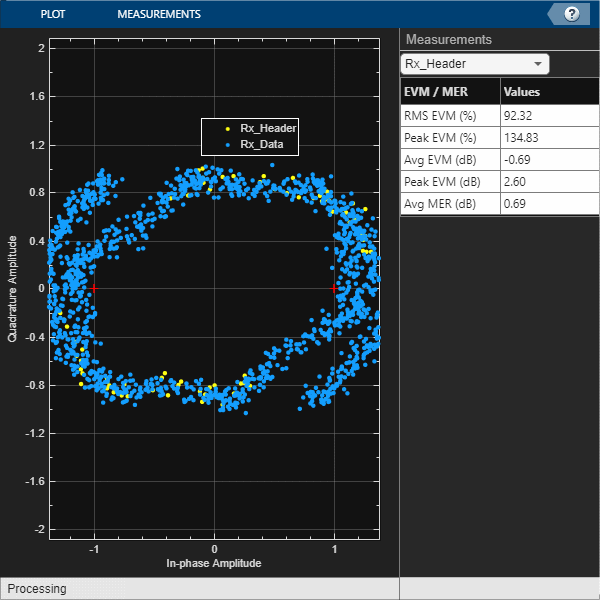 PLOT MEASUREMENTS ?
Measurements
Rx_Header
EVM / MER Values
RMS EVM (%) 92.32
Peak EVM (%) 134.83
Avg EVM (dB) -0.69
Peak EVM (dB) 2.60
Avg MER (dB) 0.69
2
1.6
1.2
0.8
0.4
0
-0.4
-0.8
-1.2
-1.6
-2
Quadrature Amplitude
Rx_Header
Rx_Data
-1 0 1
In-phase Amplitude
Processing